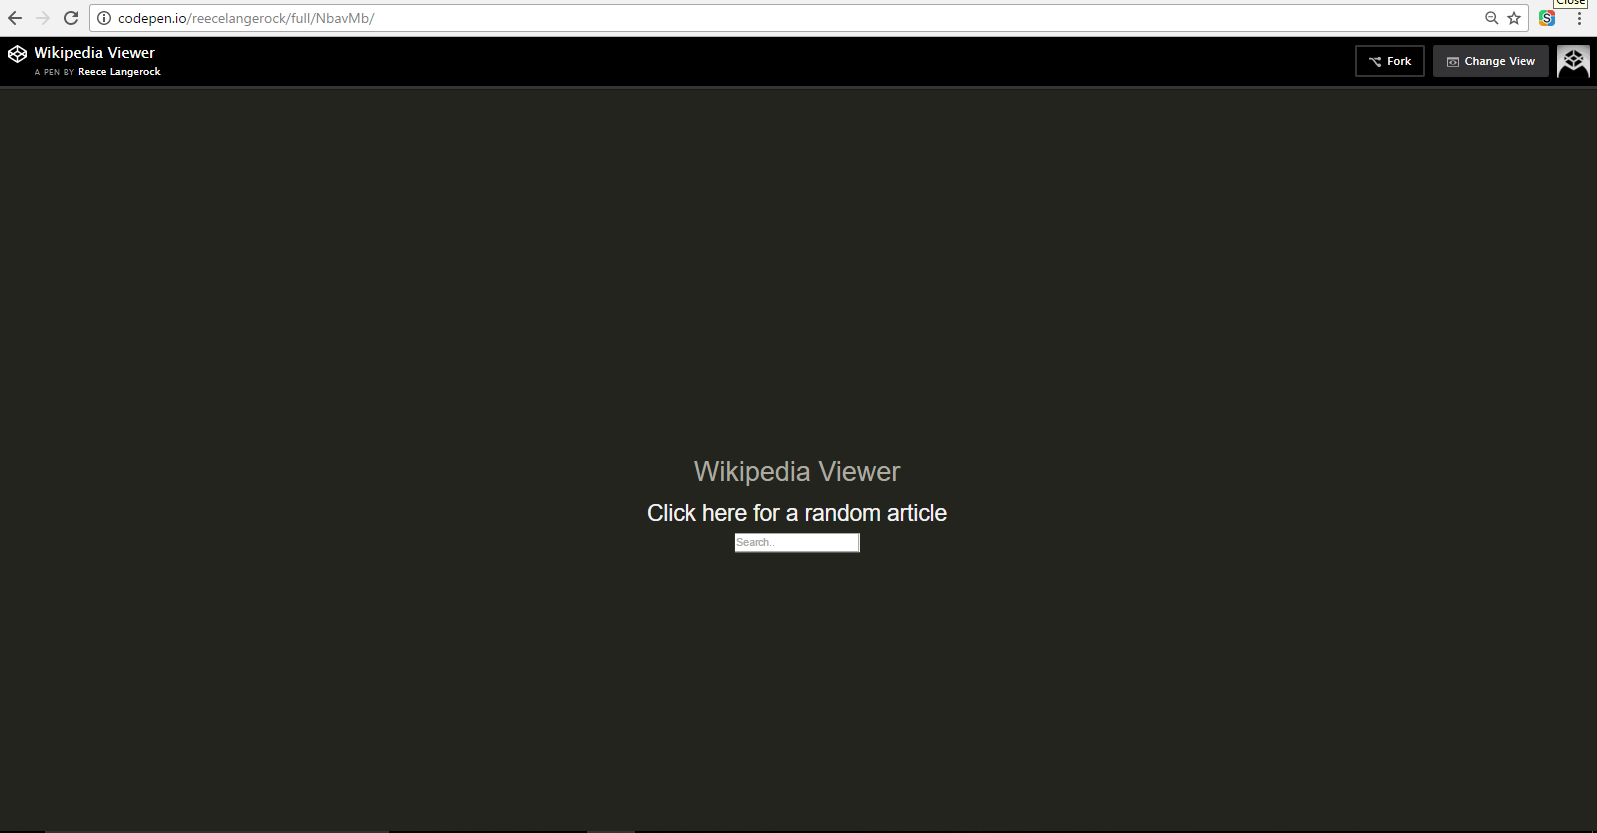 Close
codepen.io/reecelangerock/full/NbavMb/
S
Wikipedia Viewer
A PEN BY Reece Langerock
Fork
Change View
Wikipedia Viewer
Click here for a random article
Search..